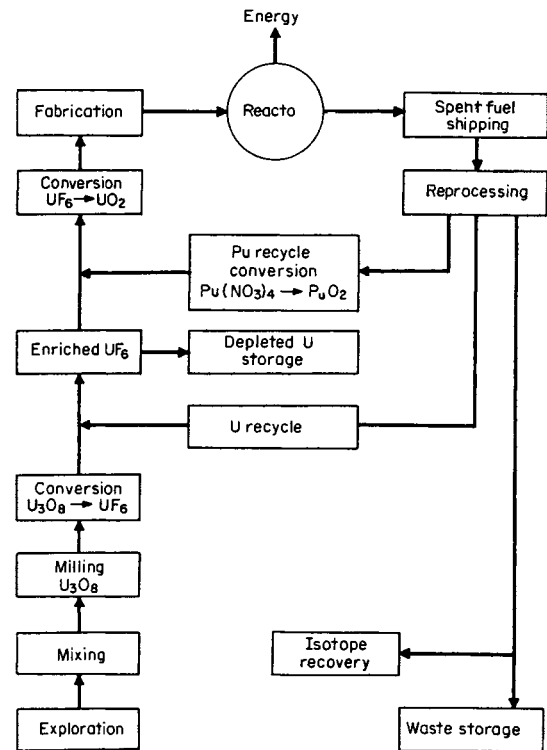 Energy
Fabrication
Reacto
Spent fuel
shipping
Conversion
UF₆→UO₂
Reprocessing
Pu recycle
conversion
Pu(NO₃)₄ → PuO₂
Enriched UF₆
Depleted U
storage
U recycle
Conversion
U₃O₈ → UF₆
Milling
U₃O₈
Mixing
Isotope
recovery
Exploration
Waste storage